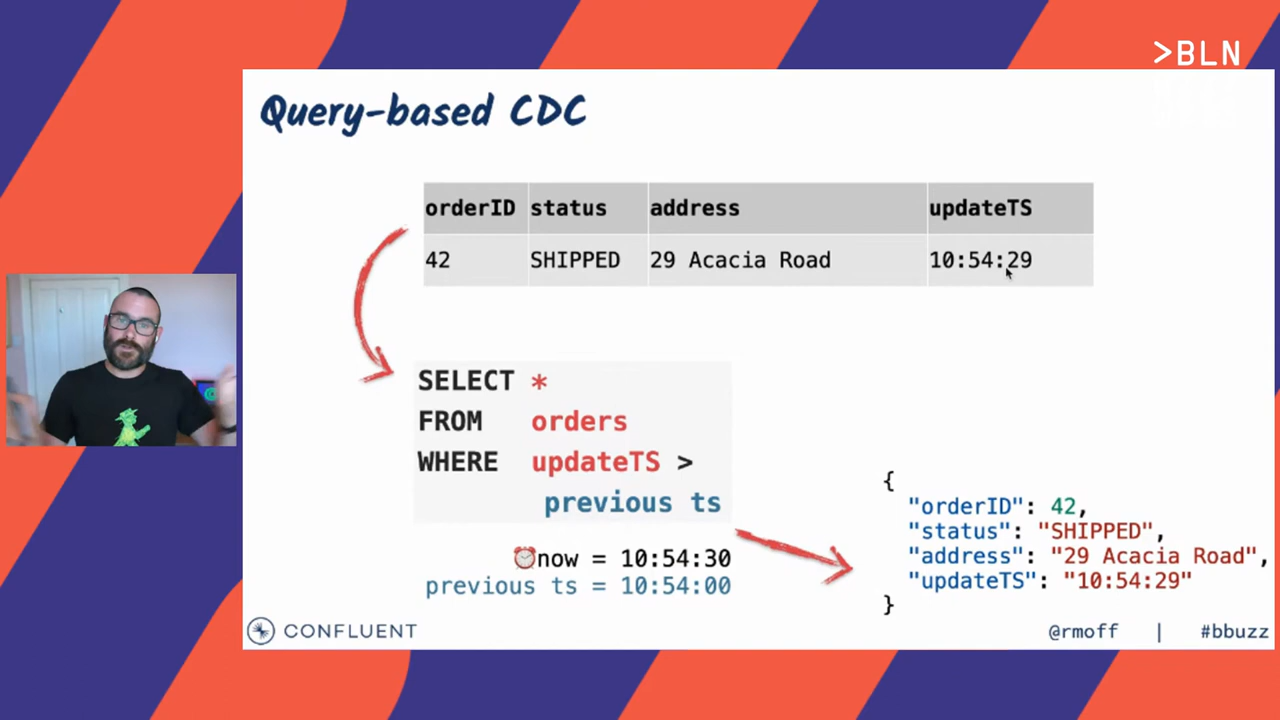 >BLN
Query-based CDC
orderID status address updateTS
42 SHIPPED 29 Acacia Road 10:54:29
SELECT *
FROM orders
WHERE updateTS >
previous ts
now = 10:54:30
previous ts = 10:54:00
{
"orderID": 42,
"status": "SHIPPED",
"address": "29 Acacia Road",
"updateTS": "10:54:29"
}
CONFLUENT
@rmoff | #bbuzz